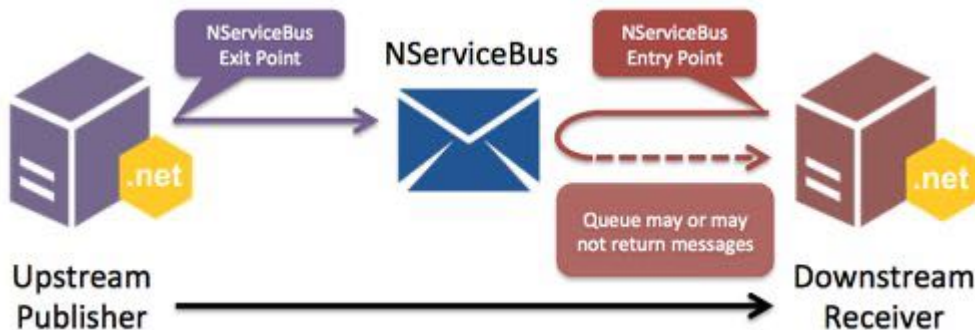 NServiceBus
Exit Point
NServiceBus
NServiceBus
Entry Point
.net
.net
Queue may or may
not return messages
Upstream
Publisher
Downstream
Receiver